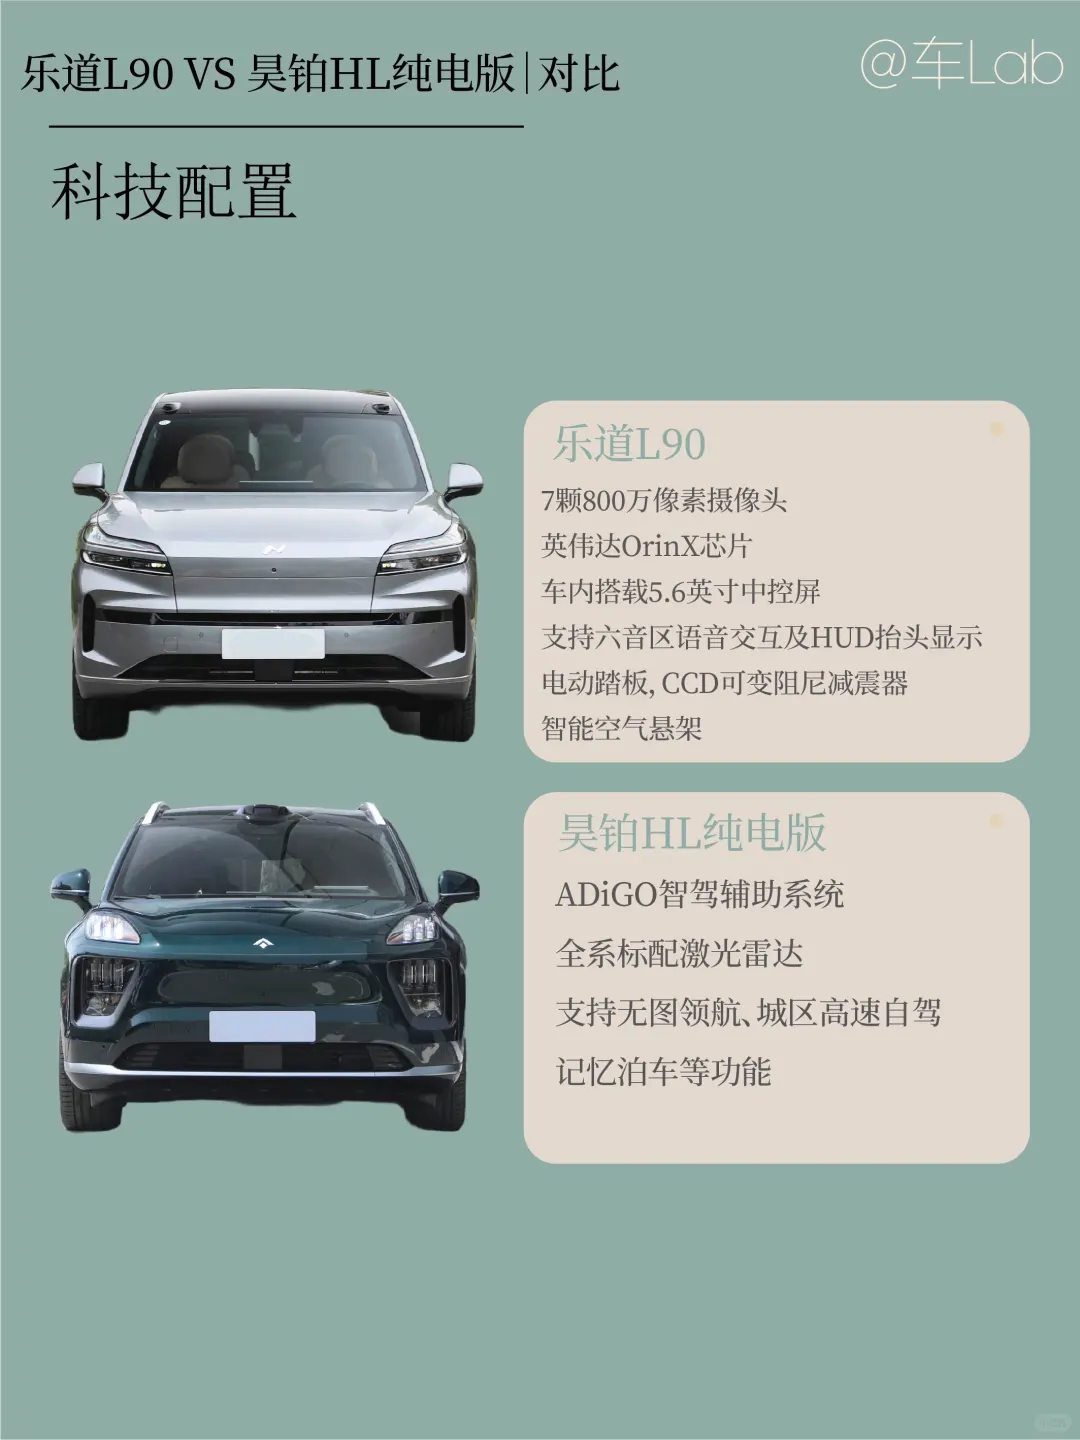 乐道L90 VS 昊铂HL纯电版|对比
@车Lab
科技配置
乐道L90
7颗800万像素摄像头
英伟达OrinX芯片
车内搭载5.6英寸中控屏
支持六音区语音交互及HUD抬头显示
电动踏板, CCD可变阻尼减震器
智能空气悬架
昊铂HL纯电版
ADiGO智驾辅助系统
全系标配激光雷达
支持无图领航、城区高速自驾
记忆泊车等功能